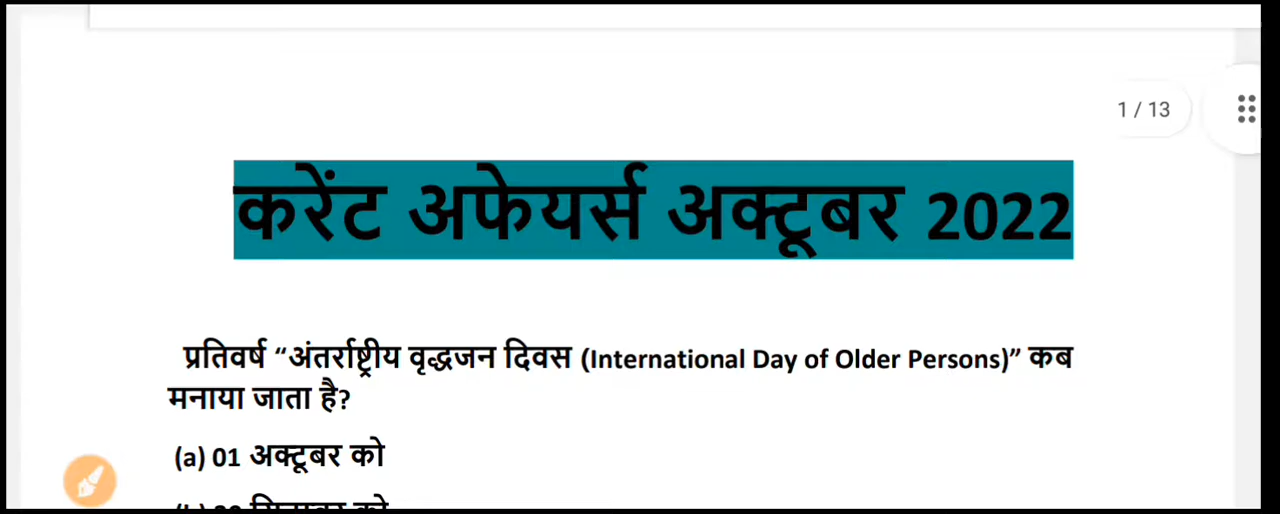 1 / 13
करेंट अफेयर्स अक्टूबर 2022
प्रतिवर्ष “अंतर्राष्ट्रीय वृद्धजन दिवस (International Day of Older Persons)” कब
मनाया जाता है?
(a) 01 अक्टूबर को